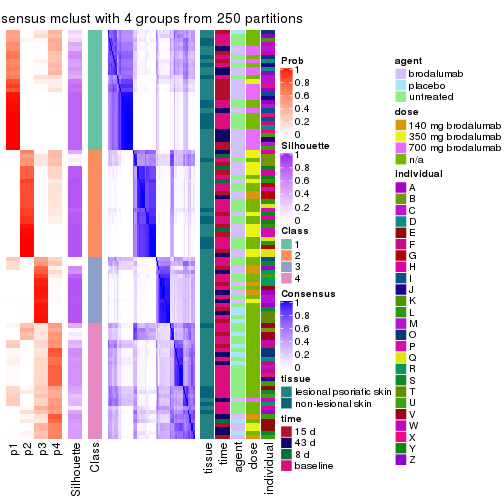 sensus mclust with 4 groups from 250 partitions
p1
p2
p3
p4
Silhouette
Class
tissue
time
agent
dose
individual
Prob
1
0.8
0.6
0.4
0.2
0
Silhouette
1
0.8
0.6
0.4
0.2
0
Class
1
2
3
4
Consensus
1
0.8
0.6
0.4
0.2
0
tissue
lesional psoriatic skin
non-lesional skin
time
15 d
43 d
8 d
baseline
agent
brodalumab
placebo
untreated
dose
140 mg brodalumab
350 mg brodalumab
700 mg brodalumab
n/a
individual
A
B
C
D
E
F
G
H
I
J
K
L
M
O
P
Q
R
S
T
U
V
W
X
Y
Z